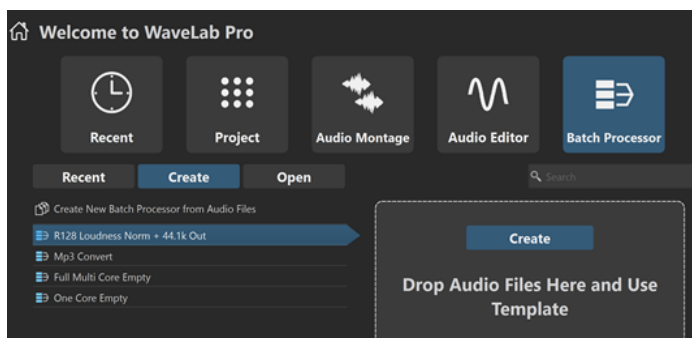 Welcome to WaveLab Pro
Recent
Project
Audio Montage
Audio Editor
Batch Processor
Recent
Create
Open
Search
Create New Batch Processor from Audio Files
R128 Loudness Norm + 44.1k Out
Mp3 Convert
Full Multi Core Empty
One Core Empty
Create
Drop Audio Files Here and Use
Template